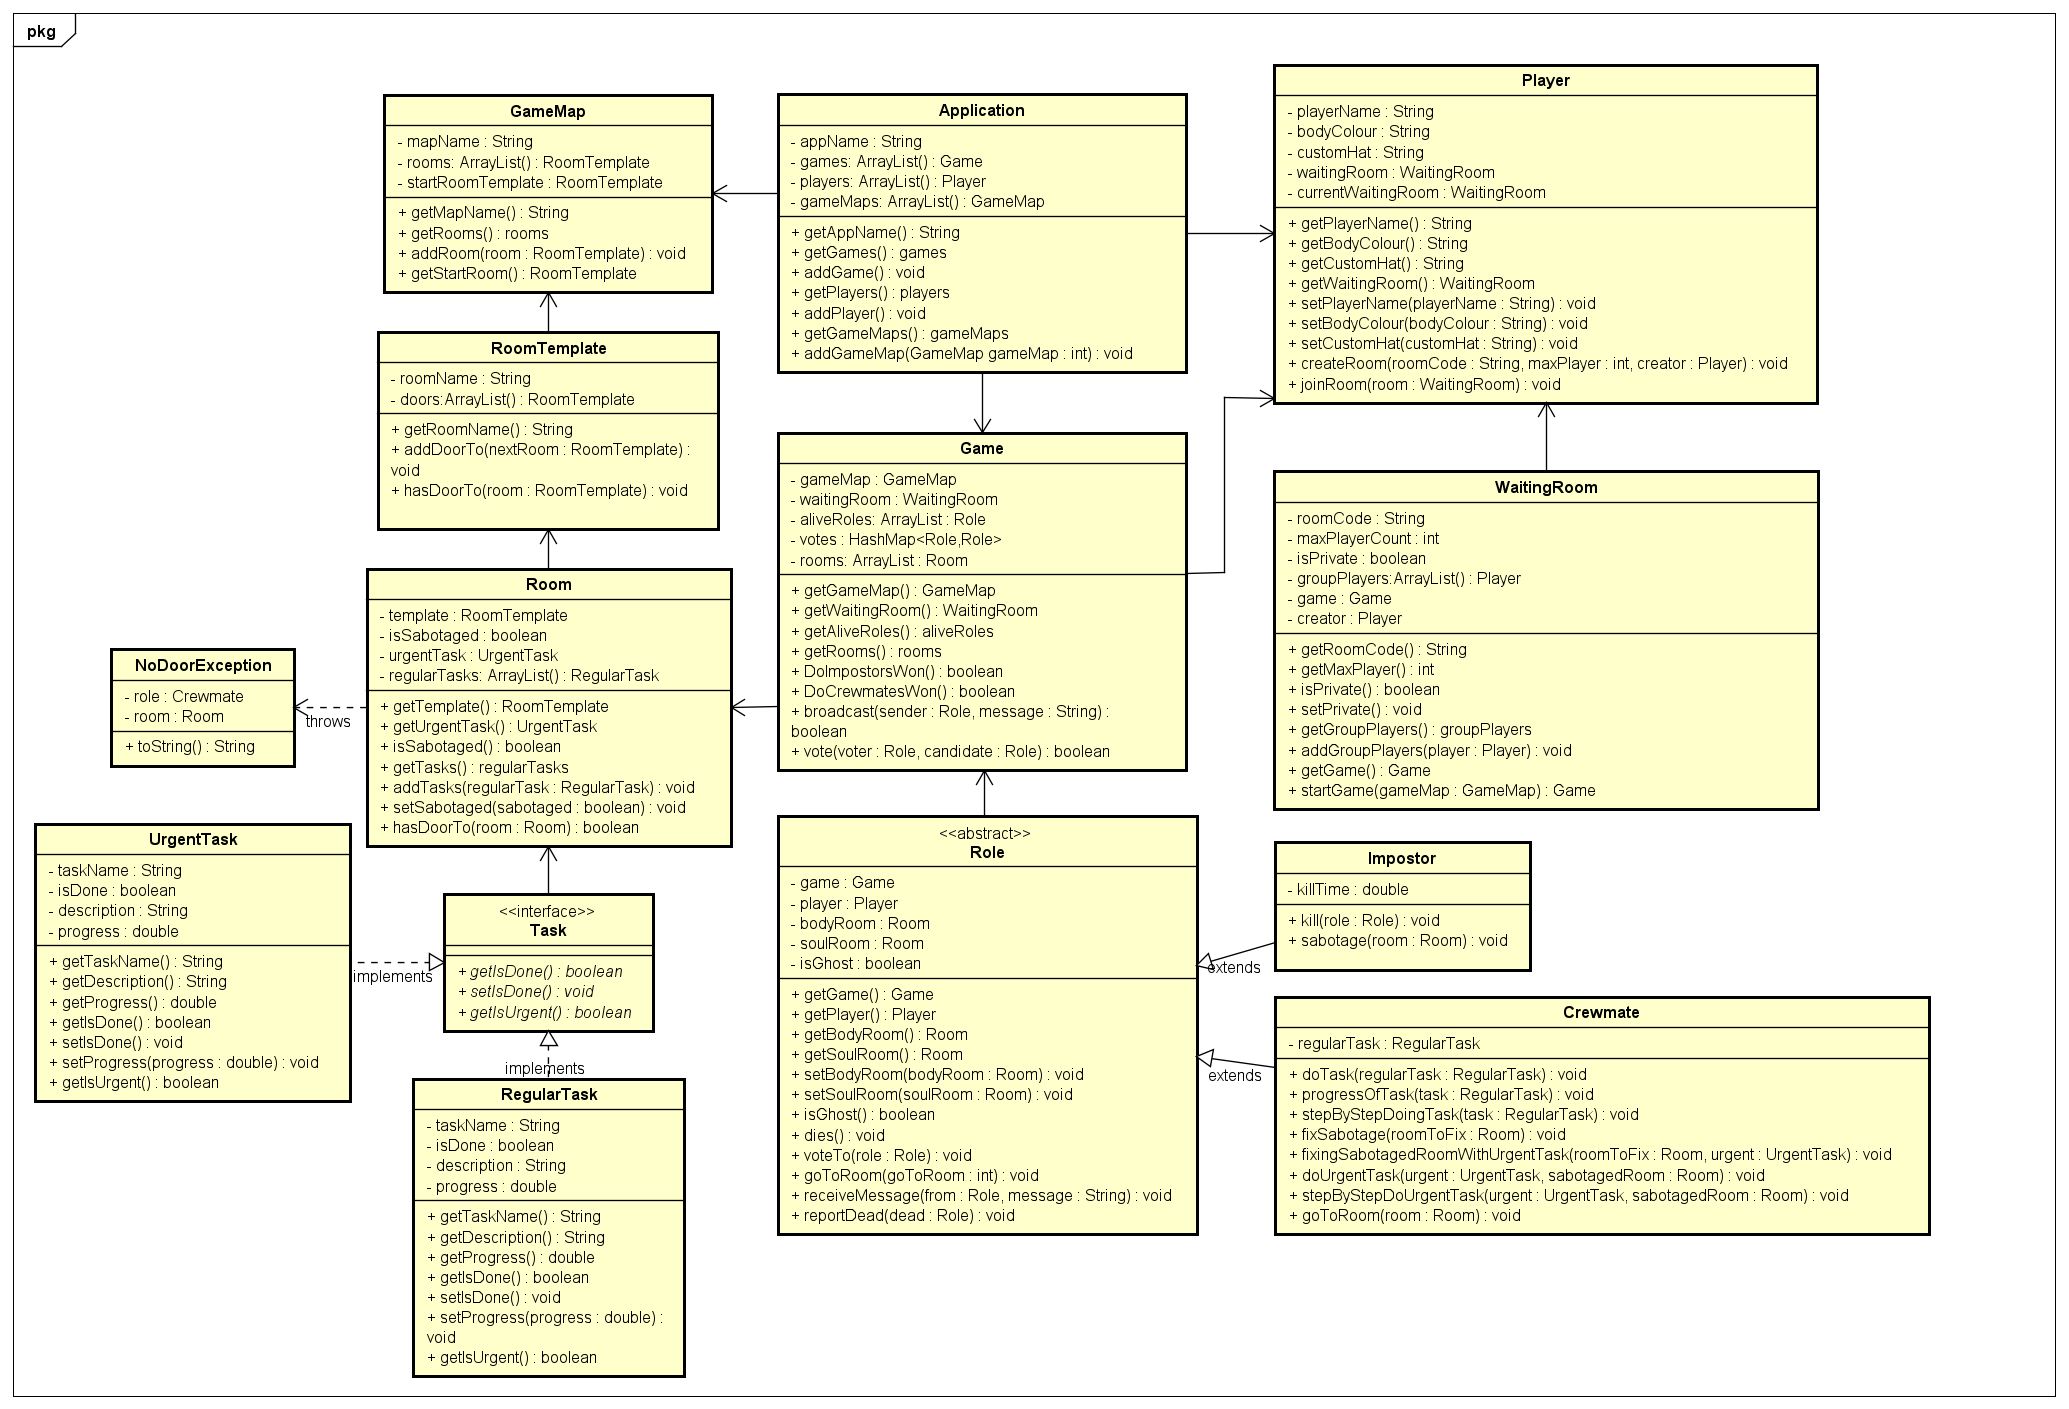 pkg
GameMap
- mapName : String
- rooms: ArrayList() : RoomTemplate
- startRoomTemplate : RoomTemplate
+ getMapName() : String
+ getRooms() : rooms
+ addRoom(room : RoomTemplate) : void
+ getStartRoom() : RoomTemplate
Application
- appName : String
- games: ArrayList() : Game
- players: ArrayList() : Player
- gameMaps: ArrayList() : GameMap
+ getAppName() : String
+ getGames() : games
+ addGame() : void
+ getPlayers() : players
+ addPlayer() : void
+ getGameMaps() : gameMaps
+ addGameMap(GameMap gameMap : int) : void
Player
- playerName : String
- bodyColour : String
- customHat : String
- waitingRoom : WaitingRoom
- currentWaitingRoom : WaitingRoom
+ getPlayerName() : String
+ getBodyColour() : String
+ getCustomHat() : String
+ getWaitingRoom() : WaitingRoom
+ setPlayerName(playerName : String) : void
+ setBodyColour(bodyColour : String) : void
+ setCustomHat(customHat : String) : void
+ createRoom(roomCode : String, maxPlayer : int, creator : Player) : void
+ joinRoom(room : WaitingRoom) : void
RoomTemplate
- roomName : String
- doors:ArrayList() : RoomTemplate
+ getRoomName() : String
+ addDoorTo(nextRoom : RoomTemplate) :
void
+ hasDoorTo(room : RoomTemplate) : void
Game
- gameMap : GameMap
- waitingRoom : WaitingRoom
- aliveRoles: ArrayList : Role
- votes : HashMap<Role,Role>
- rooms: ArrayList : Room
+ getGameMap() : GameMap
+ getWaitingRoom() : WaitingRoom
+ getAliveRoles() : aliveRoles
+ getRooms() : rooms
+ DoImpostorsWon() : boolean
+ DoCrewmatesWon() : boolean
+ broadcast(sender : Role, message : String) :
boolean
+ vote(voter : Role, candidate : Role) : boolean
WaitingRoom
- roomCode : String
- maxPlayerCount : int
- isPrivate : boolean
- groupPlayers:ArrayList() : Player
- game : Game
- creator : Player
+ getRoomCode() : String
+ getMaxPlayer() : int
+ isPrivate() : boolean
+ setPrivate() : void
+ getGroupPlayers() : groupPlayers
+ addGroupPlayers(player : Player) : void
+ getGame() : Game
+ startGame(gameMap : GameMap) : Game
Room
- template : RoomTemplate
- isSabotaged : boolean
- urgentTask : UrgentTask
- regularTasks: ArrayList() : RegularTask
+ getTemplate() : RoomTemplate
+ getUrgentTask() : UrgentTask
+ isSabotaged() : boolean
+ getTasks() : regularTasks
+ addTasks(regularTask : RegularTask) : void
+ setSabotaged(sabotaged : boolean) : void
+ hasDoorTo(room : Room) : boolean
NoDoorException
- role : Crewmate
- room : Room
+ toString() : String
throws
UrgentTask
- taskName : String
- isDone : boolean
- description : String
- progress : double
+ getTaskName() : String
+ getDescription() : String
+ getProgress() : double
+ getIsDone() : boolean
+ setIsDone() : void
+ setProgress(progress : double) : void
+ getIsUrgent() : boolean
implements
<<interface>>
Task
+ getIsDone() : boolean
+ setIsDone() : void
+ getIsUrgent() : boolean
implements
RegularTask
- taskName : String
- isDone : boolean
- description : String
- progress : double
+ getTaskName() : String
+ getDescription() : String
+ getProgress() : double
+ getIsDone() : boolean
+ setIsDone() : void
+ setProgress(progress : double) :
void
+ getIsUrgent() : boolean
<<abstract>>
Role
- game : Game
- player : Player
- bodyRoom : Room
- soulRoom : Room
- isGhost : boolean
+ getGame() : Game
+ getPlayer() : Player
+ getBodyRoom() : Room
+ getSoulRoom() : Room
+ setBodyRoom(bodyRoom : Room) : void
+ setSoulRoom(soulRoom : Room) : void
+ isGhost() : boolean
+ dies() : void
+ voteTo(role : Role) : void
+ goToRoom(goToRoom : int) : void
+ receiveMessage(from : Role, message : String) : void
+ reportDead(dead : Role) : void
Impostor
- killTime : double
+ kill(role : Role) : void
+ sabotage(room : Room) : void
extends
Crewmate
- regularTask : RegularTask
+ doTask(regularTask : RegularTask) : void
+ progressOfTask(task : RegularTask) : void
+ stepByStepDoingTask(task : RegularTask) : void
+ fixSabotage(roomToFix : Room) : void
+ fixingSabotagedRoomWithUrgentTask(roomToFix : Room, urgent : UrgentTask) : void
+ doUrgentTask(urgent : UrgentTask, sabotagedRoom : Room) : void
+ stepByStepDoUrgentTask(urgent : UrgentTask, sabotagedRoom : Room) : void
+ goToRoom(room : Room) : void
extends